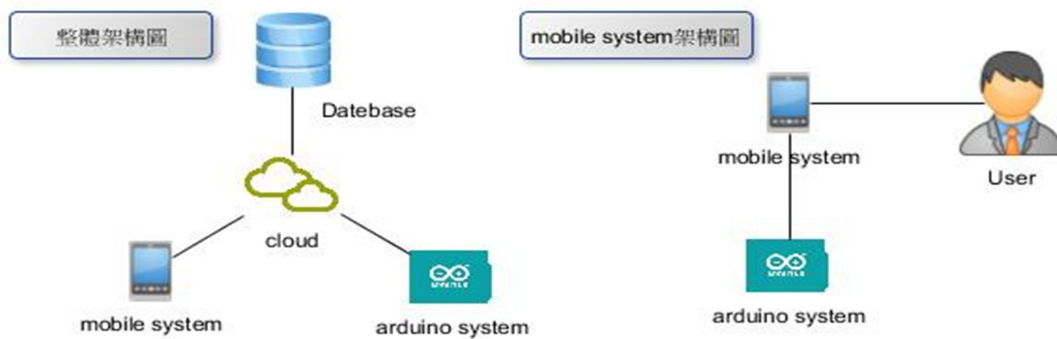 整體架構圖
Datebase
cloud
mobile system
arduino system
mobile system架構圖
mobile system
User
arduino system